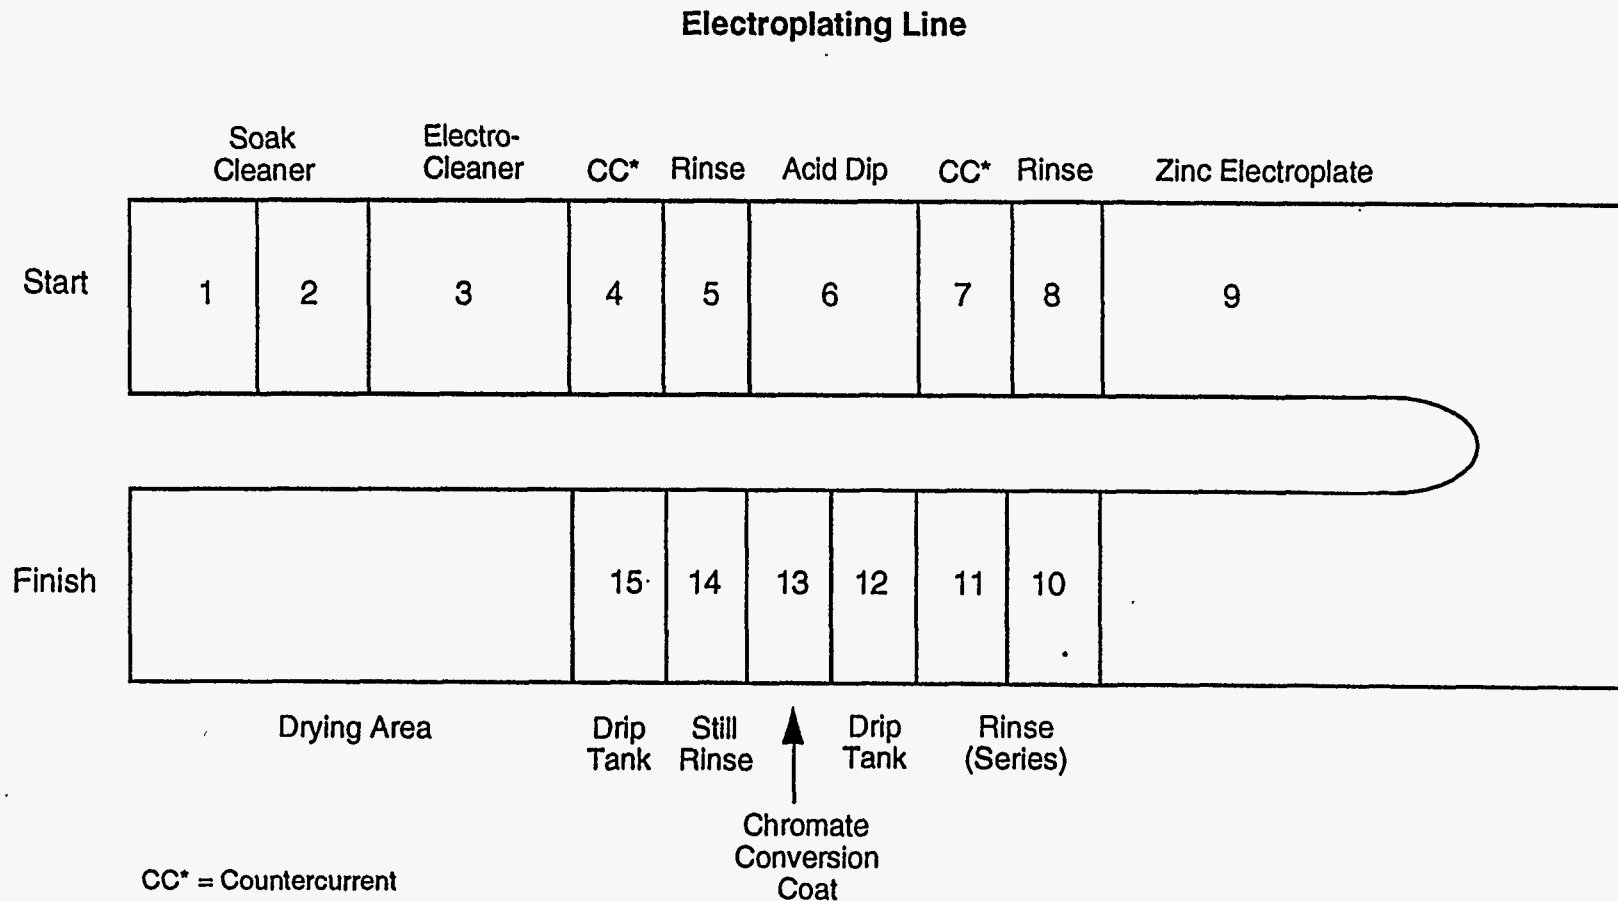 Electroplating Line
Soak
Cleaner
Electro-
Cleaner
CC*
Rinse
Acid Dip
CC*
Rinse
Zinc Electroplate
Start
1
2
3
4
5
6
7
8
9
Finish
15
14
13
12
11
10
Drying Area
Drip
Tank
Still
Rinse
Drip
Tank
Rinse
(Series)
Chromate
Conversion
Coat
CC* = Countercurrent